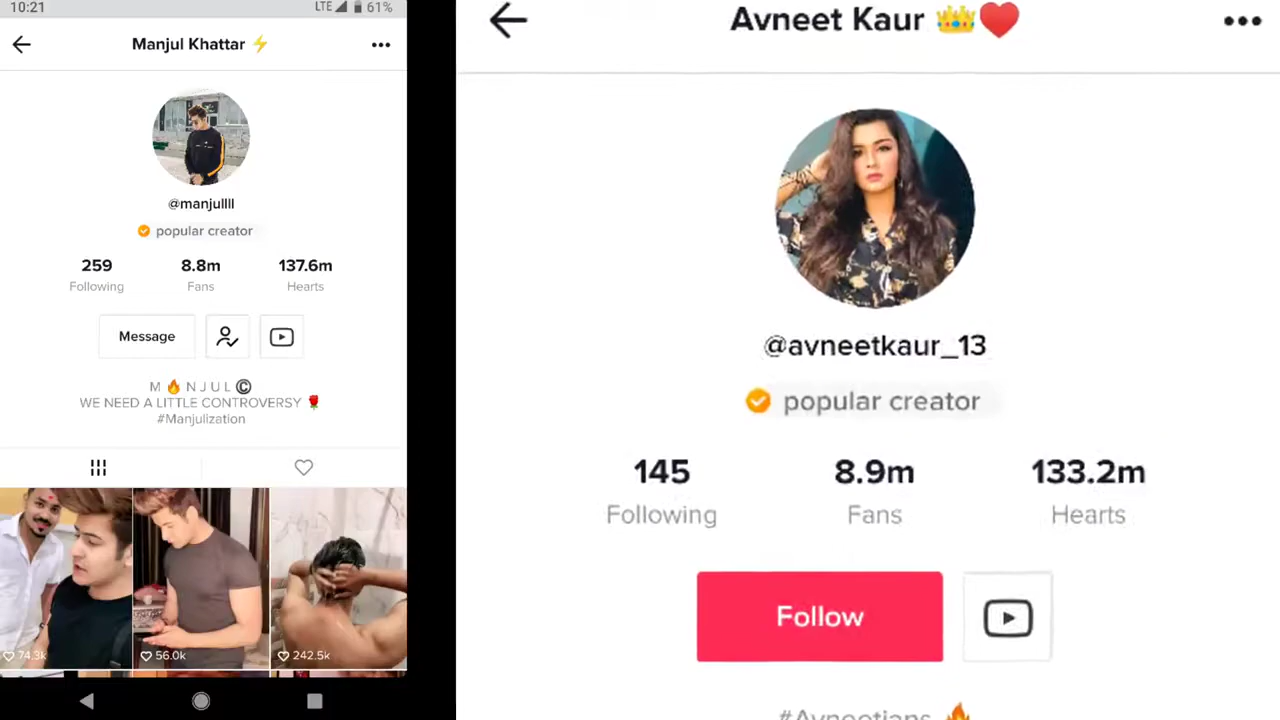 10:21 LTE 61%
Manjul Khattar ⚡
@manjullll
popular creator
259 8.8m 137.6m
Following Fans Hearts
Message
M 🔥 N J U L ©
WE NEED A LITTLE CONTROVERSY 🌹
#Manjulization
74.3k 56.0k 242.5k
Avneet Kaur 👑❤️
@avneetkaur_13
popular creator
145 8.9m 133.2m
Following Fans Hearts
Follow
#Avneetians 🔥